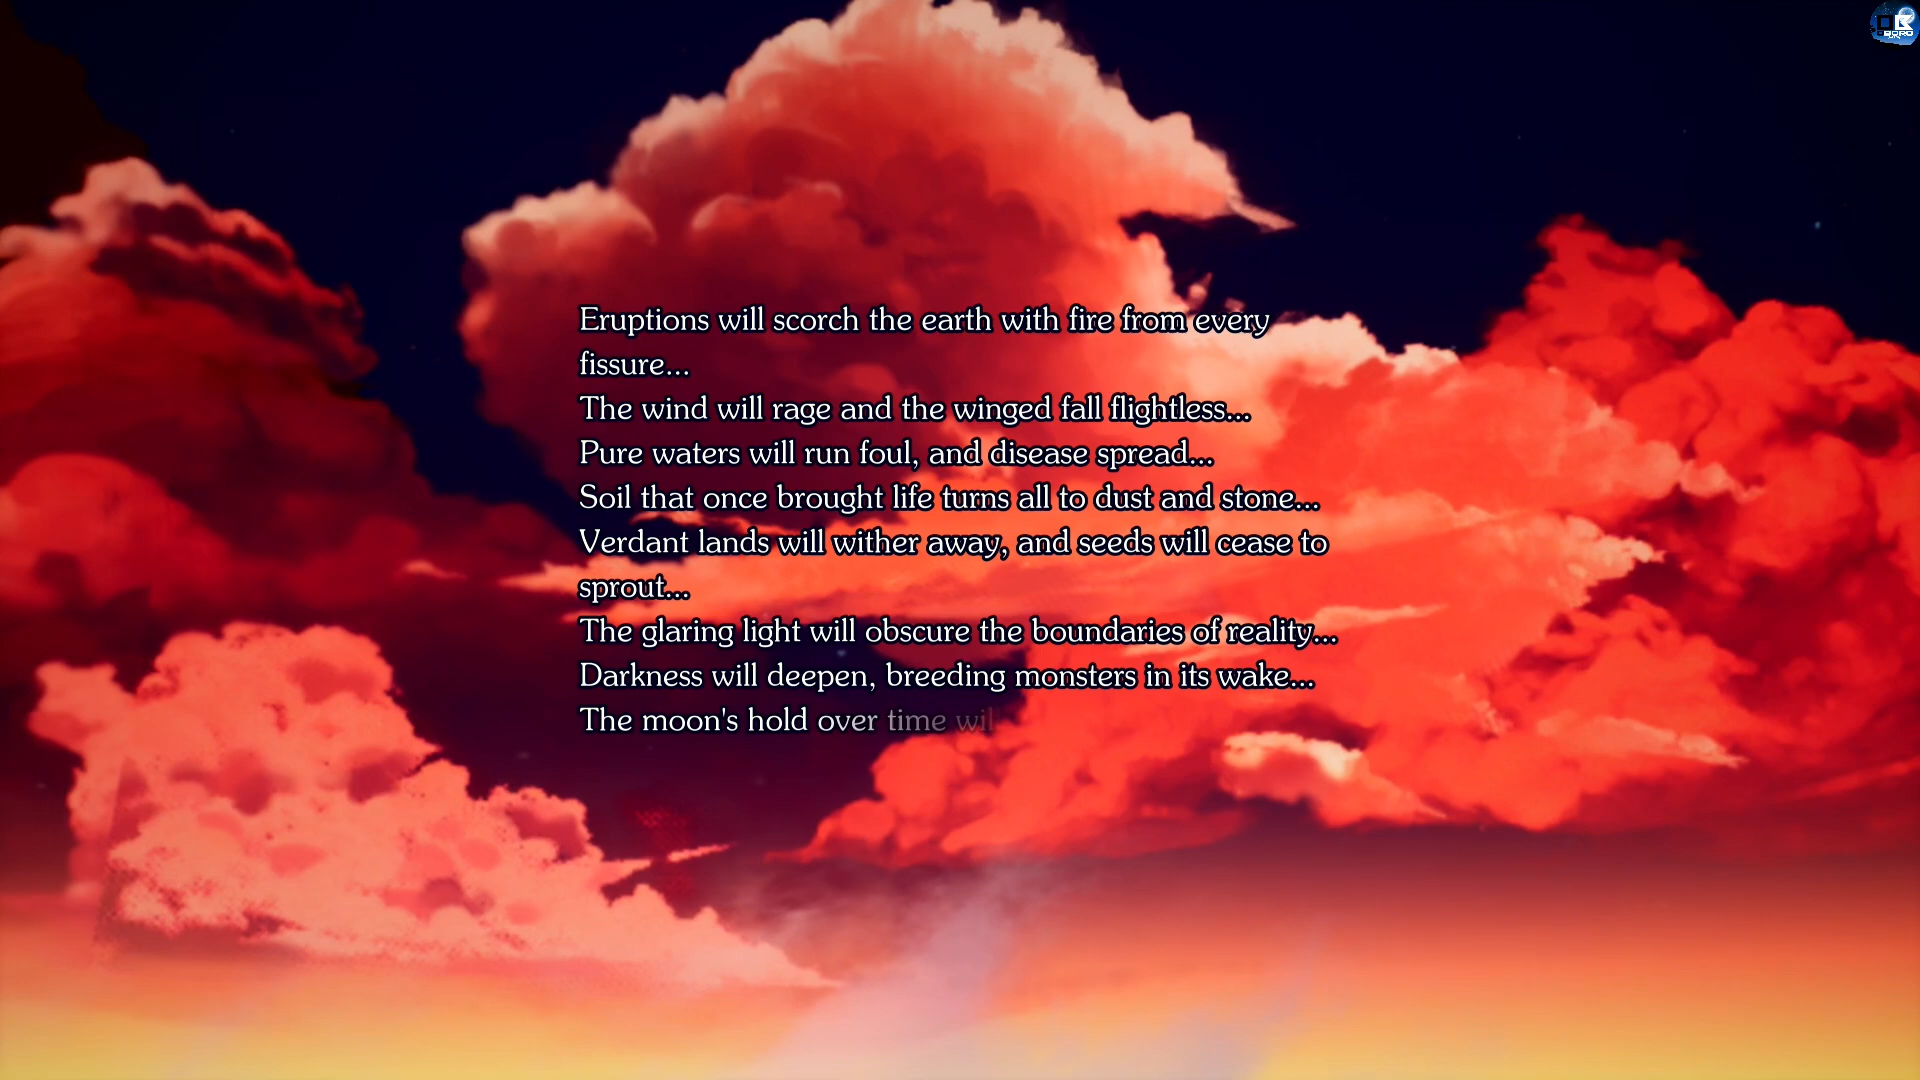 Eruptions will scorch the earth with fire from every
fissure...
The wind will rage and the winged fall flightless...
Pure waters will run foul, and disease spread...
Soil that once brought life turns all to dust and stone...
Verdant lands will wither away, and seeds will cease to
sprout...
The glaring light will obscure the boundaries of reality...
Darkness will deepen, breeding monsters in its wake...
The moon's hold over time wil